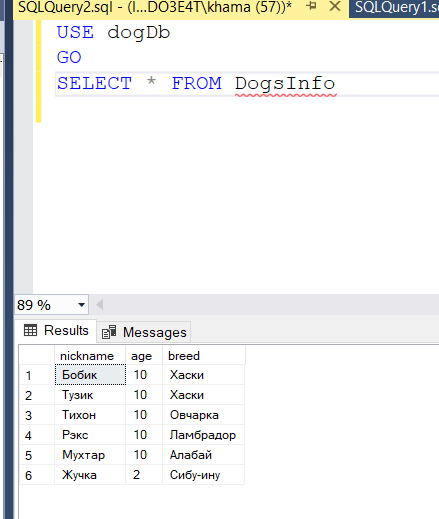 SQLQuery2.sql - (l...DO3E4T\khama (57))* SQLQuery1.s
USE dogDb
GO
SELECT * FROM DogsInfo
89 %
Results Messages
nickname age breed
1 Бобик 10 Хаски
2 Тузик 10 Хаски
3 Тихон 10 Овчарка
4 Рэкс 10 Ламбрадор
5 Мухтар 10 Алабай
6 Жучка 2 Сибу-ину